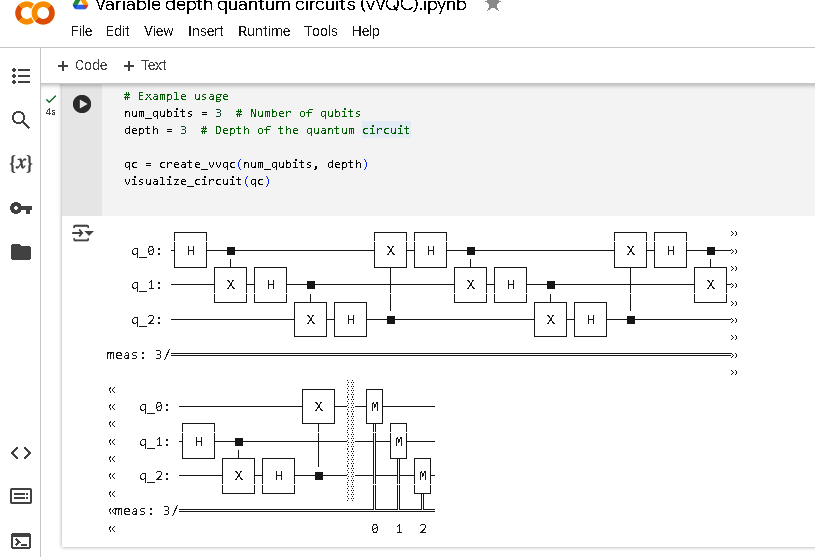 Variable depth quantum circuits (vVQC).ipynb
File Edit View Insert Runtime Tools Help
+ Code + Text
4s
{x}
# Example usage
num_qubits = 3 # Number of qubits
depth = 3 # Depth of the quantum circuit
qc = create_vvqc(num_qubits, depth)
visualize_circuit(qc)
»
q_0: H X H X H »
»
q_1: X H X H X »
»
q_2: X H X H »
»
meas: 3/ »
»
«
« q_0: X M
«
« q_1: H M
«
« q_2: X H M
«
«meas: 3/
« 0 1 2